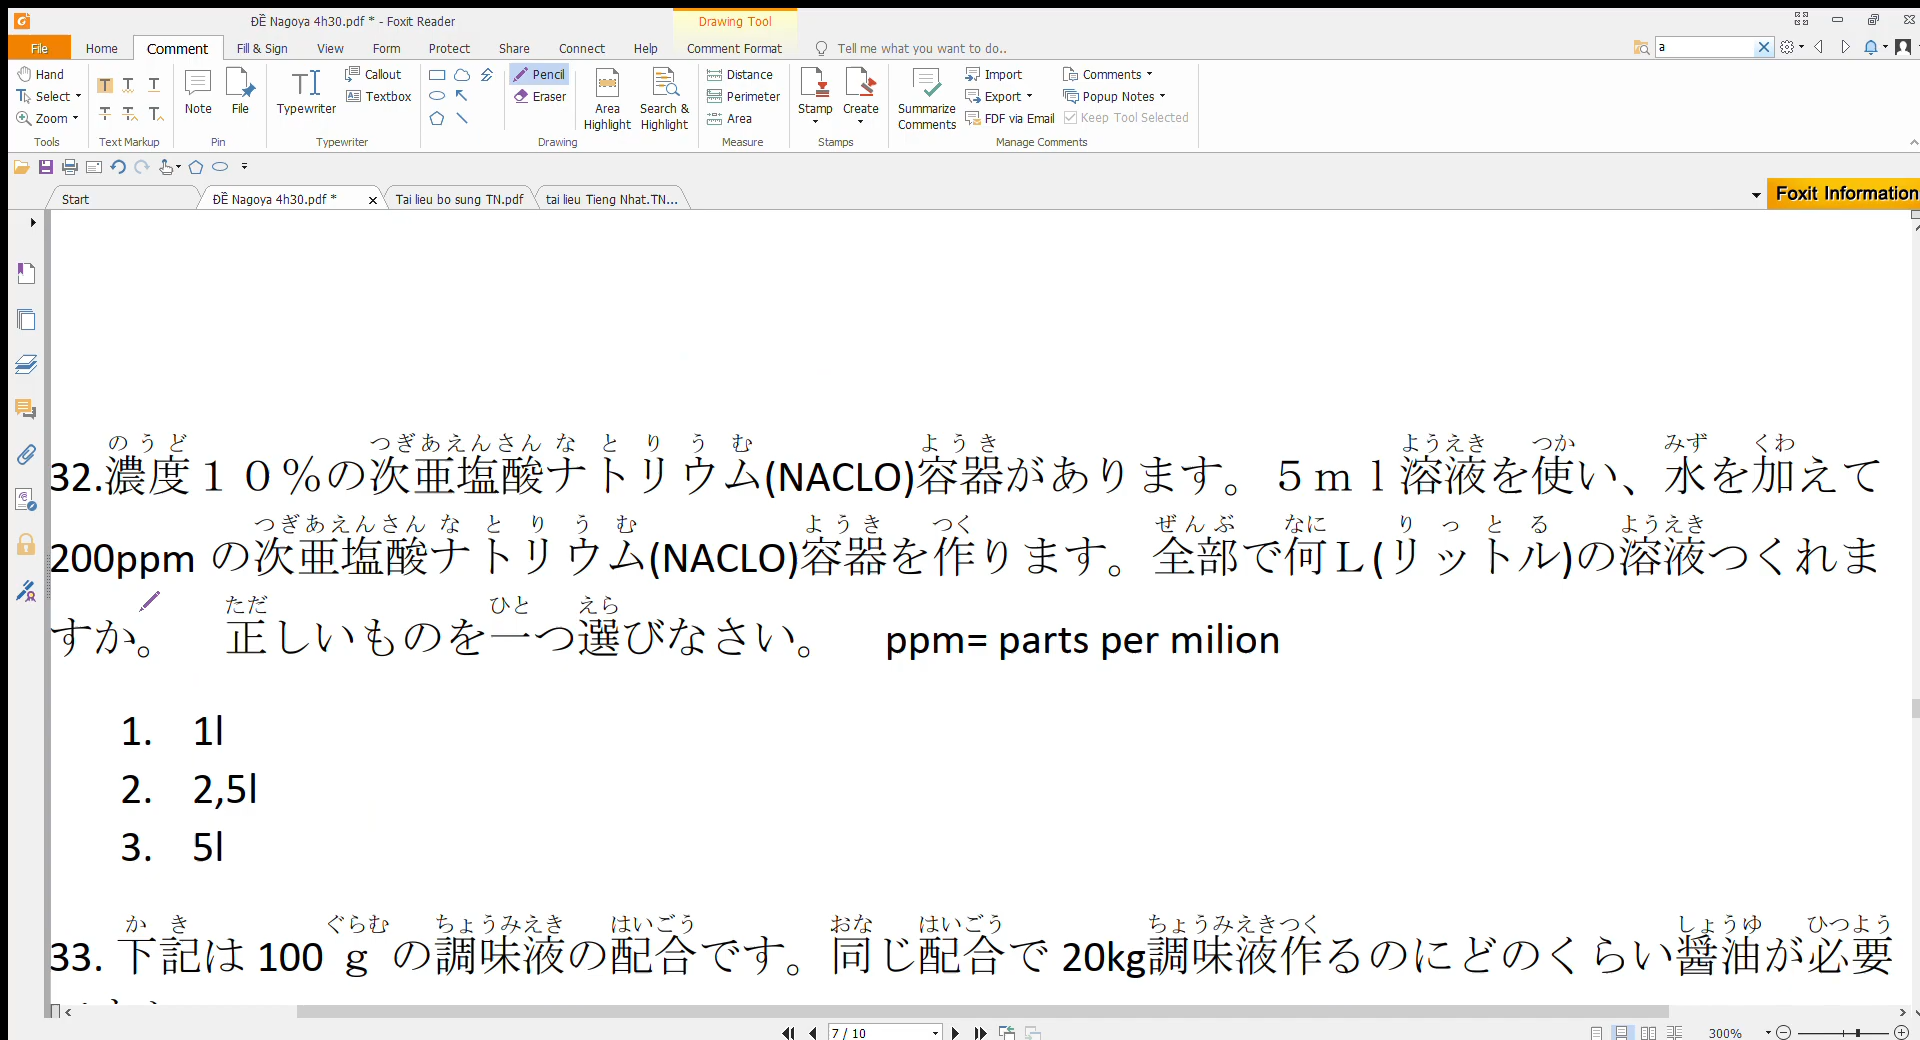 ĐỀ Nagoya 4h30.pdf * - Foxit Reader
Drawing Tool
File Home Comment Fill & Sign View Form Protect Share Connect Help Comment Format Tell me what you want to do.. a
Hand Select Zoom Tools
Text Markup
Note File Pin
Typewriter Callout Textbox Typewriter
Pencil Eraser Area Highlight Search & Highlight Drawing
Distance Perimeter Area Measure
Stamp Create Stamps
Summarize Comments Import Export FDF via Email Comments Popup Notes Keep Tool Selected Manage Comments
Start ĐỀ Nagoya 4h30.pdf * Tai lieu bo sung TN.pdf tai lieu Tieng Nhat.TN... Foxit Information
のうど つぎあえんさん な と り う む ようき ようえき つか みず くわ
32.濃度１０％の次亜塩酸ナトリウム(NACLO)容器があります。５ｍｌ溶液を使い、水を加えて
つぎあえんさん な と り う む ようき つく ぜんぶ なに り っ と る ようえき
200ppm の次亜塩酸ナトリウム(NACLO)容器を作ります。全部で何Ｌ(リットル)の溶液つくれま
ただ ひと えら
すか。 正しいものを一つ選びなさい。 ppm= parts per milion
1. 1l
2. 2,5l
3. 5l
か き ぐらむ ちょうみえき はいごう おな はいごう ちょうみえきつく しょうゆ ひつよう
33. 下記は 100 ｇ の調味液の配合です。同じ配合で 20kg調味液作るのにどのくらい醤油が必要
7 / 10
300%